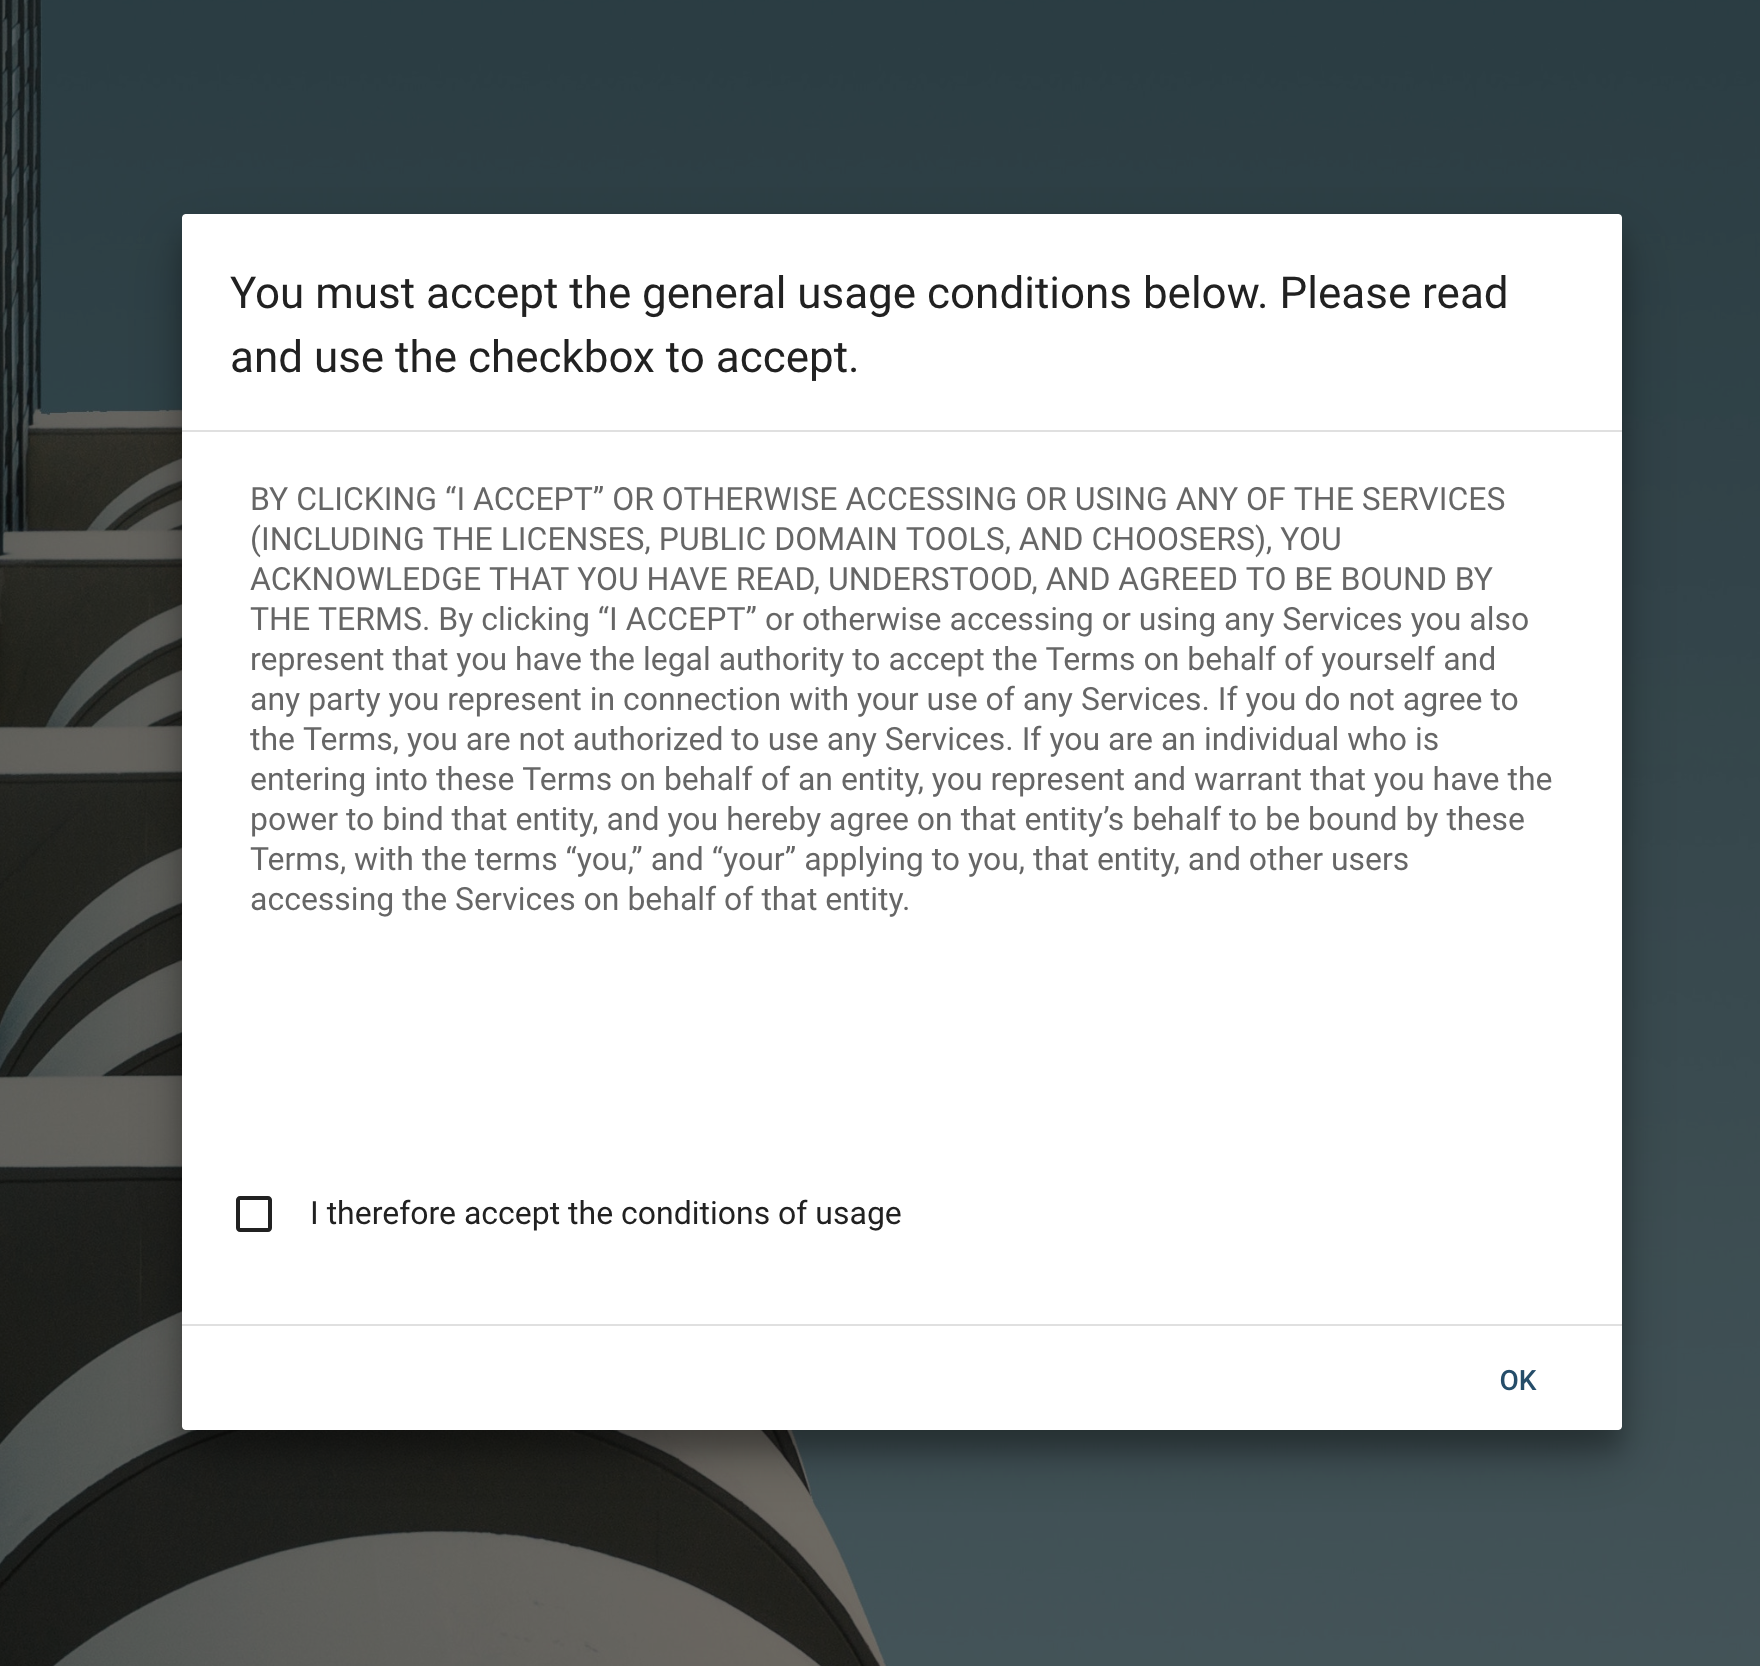 You must accept the general usage conditions below. Please read
and use the checkbox to accept.
BY CLICKING “I ACCEPT” OR OTHERWISE ACCESSING OR USING ANY OF THE SERVICES
(INCLUDING THE LICENSES, PUBLIC DOMAIN TOOLS, AND CHOOSERS), YOU
ACKNOWLEDGE THAT YOU HAVE READ, UNDERSTOOD, AND AGREED TO BE BOUND BY
THE TERMS. By clicking “I ACCEPT” or otherwise accessing or using any Services you also
represent that you have the legal authority to accept the Terms on behalf of yourself and
any party you represent in connection with your use of any Services. If you do not agree to
the Terms, you are not authorized to use any Services. If you are an individual who is
entering into these Terms on behalf of an entity, you represent and warrant that you have the
power to bind that entity, and you hereby agree on that entity’s behalf to be bound by these
Terms, with the terms “you,” and “your” applying to you, that entity, and other users
accessing the Services on behalf of that entity.
I therefore accept the conditions of usage
OK